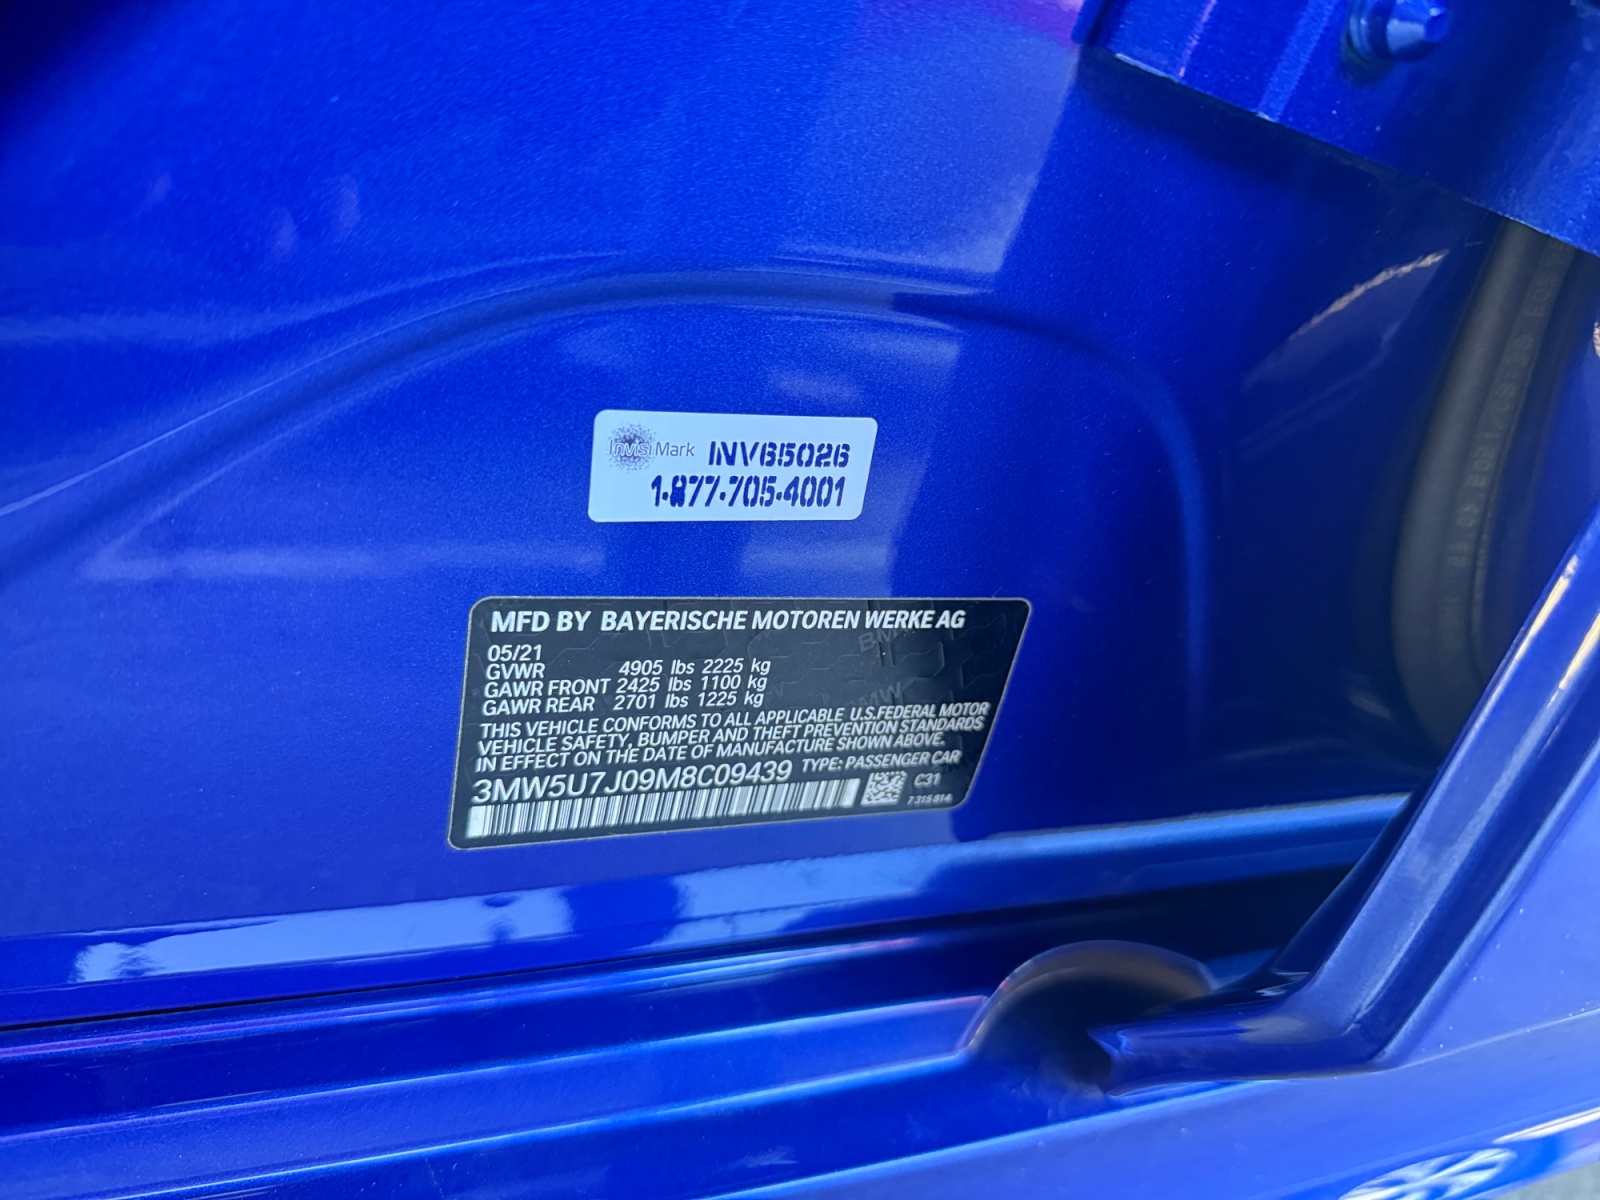 InvisiMark INV65026
1-877-705-4001
MFD BY BAYERISCHE MOTOREN WERKE AG
05/21
GVWR 4905 lbs 2225 kg
GAWR FRONT 2425 lbs 1100 kg
GAWR REAR 2701 lbs 1225 kg
THIS VEHICLE CONFORMS TO ALL APPLICABLE U.S.FEDERAL MOTOR
VEHICLE SAFETY, BUMPER AND THEFT PREVENTION STANDARDS
IN EFFECT ON THE DATE OF MANUFACTURE SHOWN ABOVE.
3MW5U7J09M8C09439 TYPE: PASSENGER CAR
C31
7315814